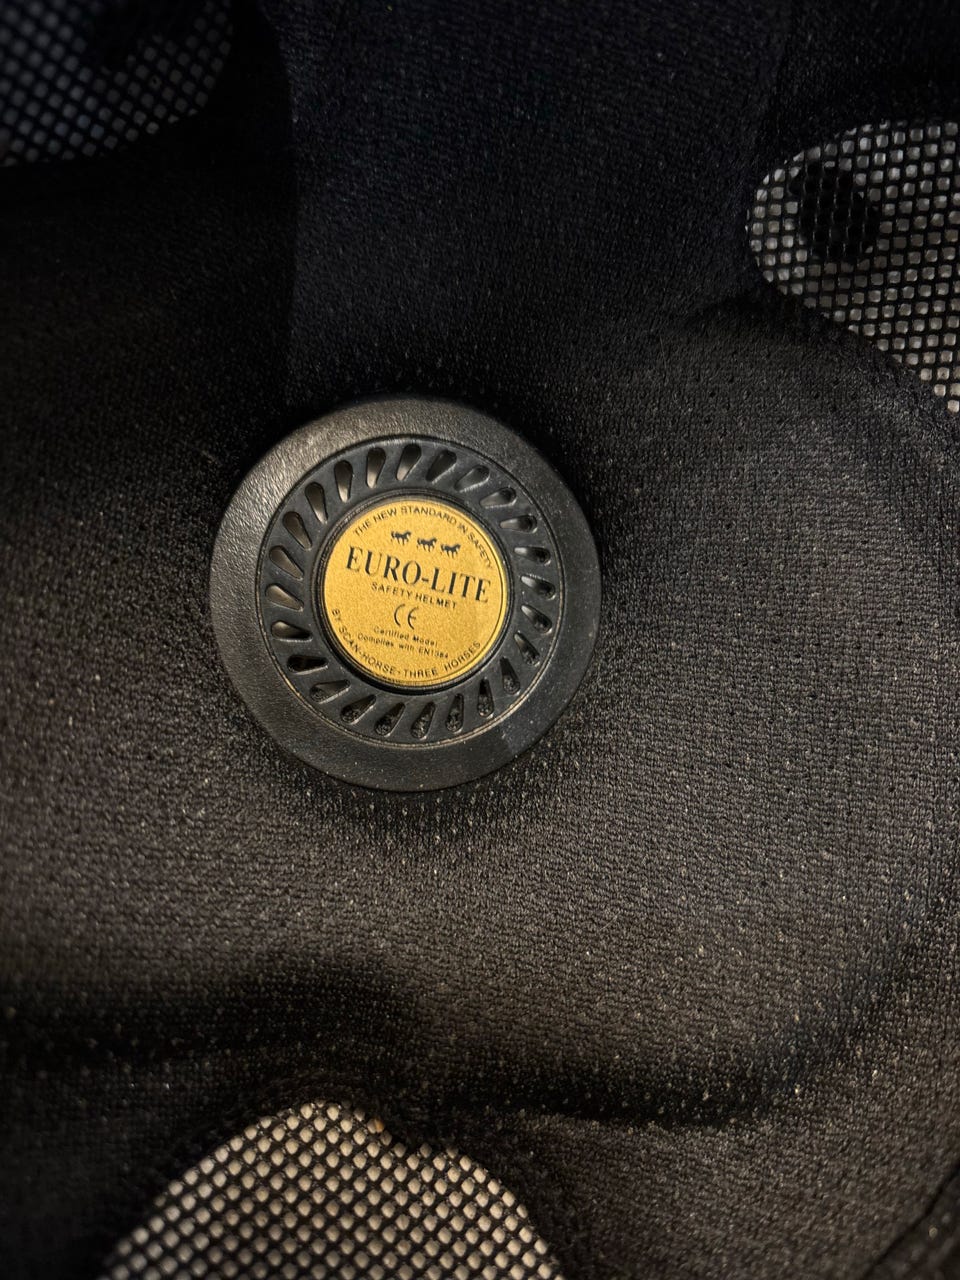 THE NEW STANDARD IN SAFETY
EURO-LITE
SAFETY HELMET
CE
Certified Model
Complies with EN1384
BY SCAN-HORSE-THREE HORSES